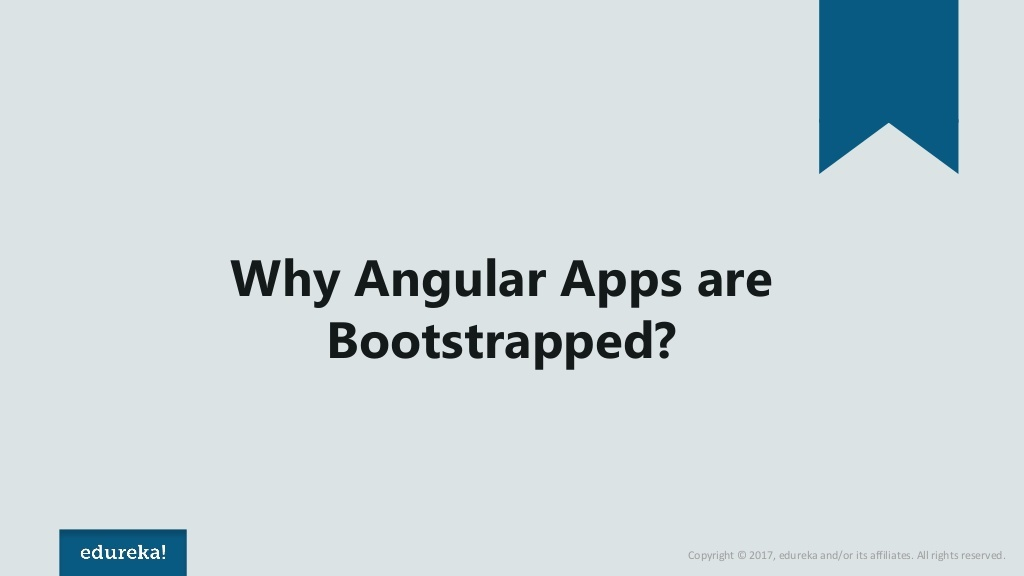 Why Angular Apps are
Bootstrapped?
edureka!
Copyright © 2017, edureka and/or its affiliates. All rights reserved.